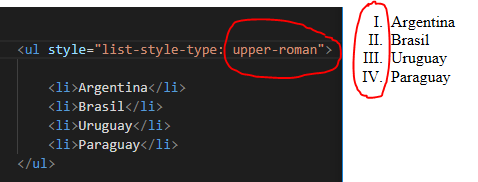 <ul style="list-style-type: upper-roman">
<li>Argentina</li>
<li>Brasil</li>
<li>Uruguay</li>
<li>Paraguay</li>
</ul>
I. Argentina
II. Brasil
III. Uruguay
IV. Paraguay